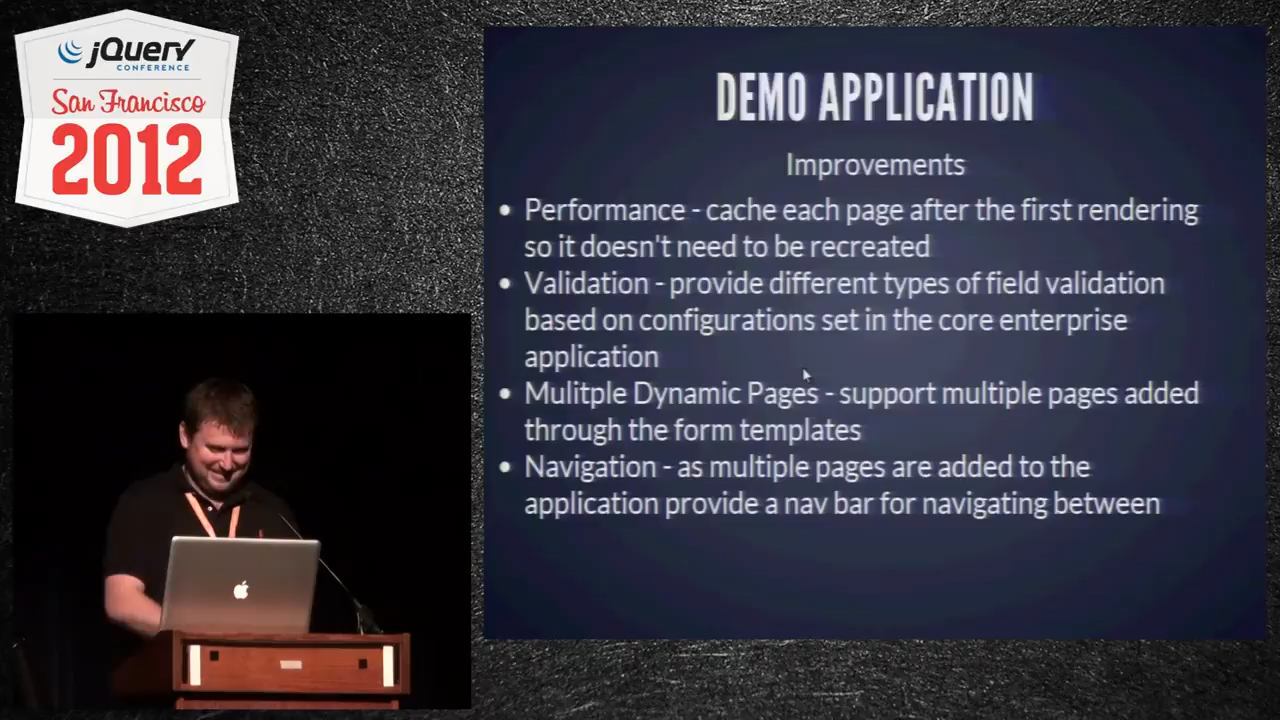 jQuery
CONFERENCE
San Francisco
2012
DEMO APPLICATION
Improvements
• Performance - cache each page after the first rendering
so it doesn't need to be recreated
• Validation - provide different types of field validation
based on configurations set in the core enterprise
application
• Mulitple Dynamic Pages - support multiple pages added
through the form templates
• Navigation - as multiple pages are added to the
application provide a nav bar for navigating between